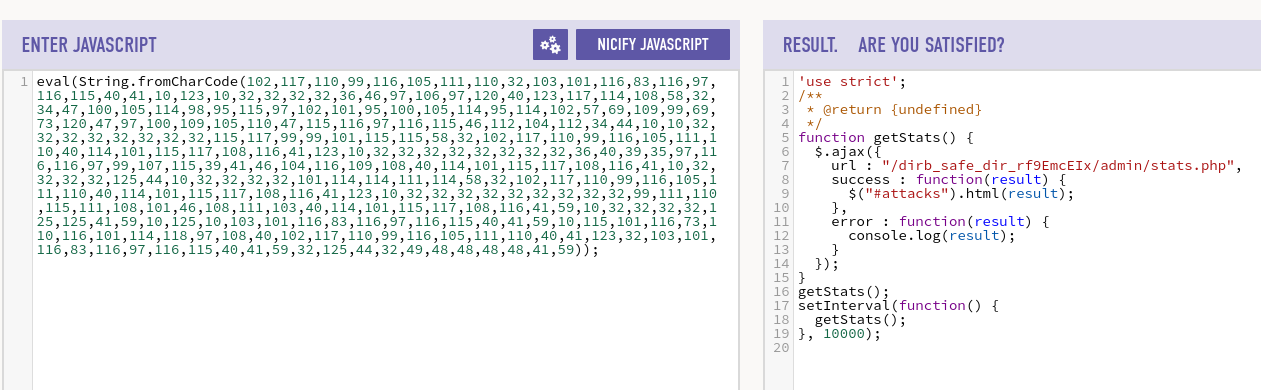 ENTER JAVASCRIPT
NICIFY JAVASCRIPT
1 eval(String.fromCharCode(102,117,110,99,116,105,111,110,32,103,101,116,83,116,97,
116,115,40,41,10,123,10,32,32,32,32,36,46,97,106,97,120,40,123,117,114,108,58,32,
34,47,100,105,114,98,95,115,97,102,101,95,100,105,114,95,114,102,57,69,109,99,69,
73,120,47,97,100,109,105,110,47,115,116,97,116,115,46,112,104,112,34,44,10,10,32,
32,32,32,32,32,32,32,115,117,99,99,101,115,115,58,32,102,117,110,99,116,105,111,1
10,40,114,101,115,117,108,116,41,123,10,32,32,32,32,32,32,32,32,36,40,39,35,97,11
6,116,97,99,107,115,39,41,46,104,116,109,108,40,114,101,115,117,108,116,41,10,32,
32,32,32,125,44,10,32,32,32,32,101,114,114,111,114,58,32,102,117,110,99,116,105,1
11,110,40,114,101,115,117,108,116,41,123,10,32,32,32,32,32,32,32,32,32,99,111,110
,115,111,108,101,46,108,111,103,40,114,101,115,117,108,116,41,59,10,32,32,32,32,1
25,125,41,59,10,125,10,103,101,116,83,116,97,116,115,40,41,59,10,115,101,116,73,1
10,116,101,114,118,97,108,40,102,117,110,99,116,105,111,110,40,41,123,32,103,101,
116,83,116,97,116,115,40,41,59,32,125,44,32,49,48,48,48,48,41,59));
RESULT. ARE YOU SATISFIED?
1 'use strict';
2 /**
3  * @return {undefined}
4  */
5 function getStats() {
6   $.ajax({
7     url : "/dirb_safe_dir_rf9EmcEIx/admin/stats.php",
8     success : function(result) {
9       $("#attacks").html(result);
10     },
11     error : function(result) {
12       console.log(result);
13     }
14   });
15 }
16 getStats();
17 setInterval(function() {
18   getStats();
19 }, 10000);
20